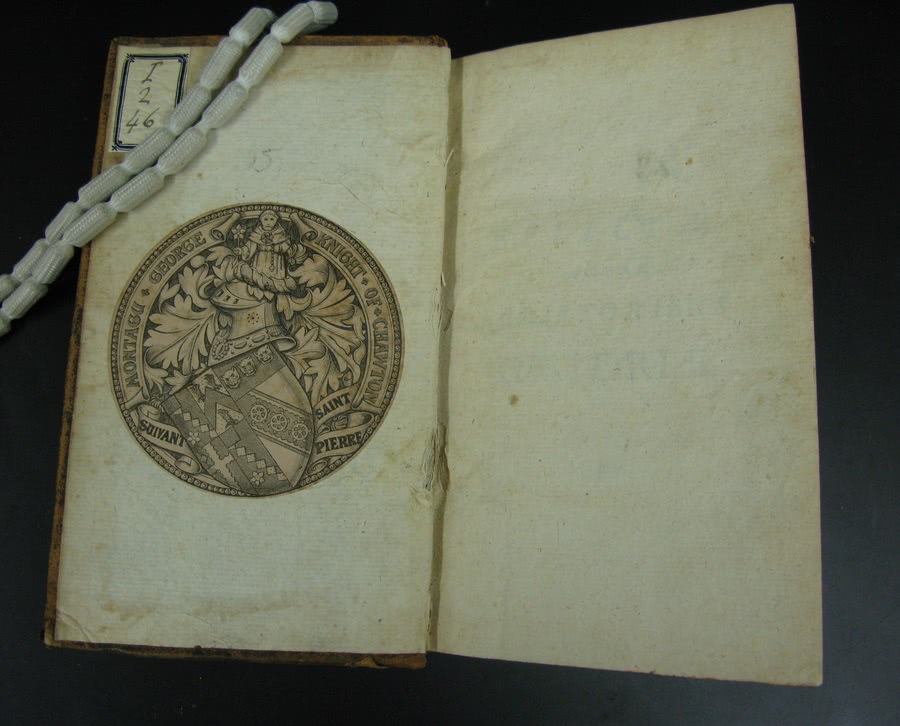 I
2
46
15
MONTAGU · GEORGE KNIGHT · OF · CHAWTON
SUIVANT SAINT PIERRE